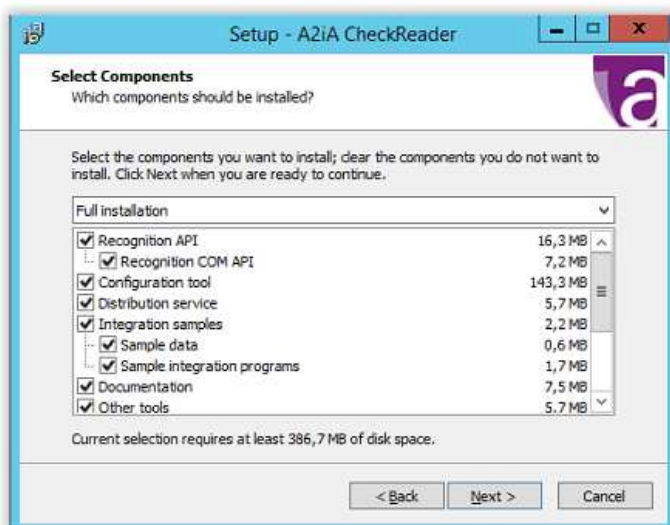 Setup - A2iA CheckReader
Select Components
Which components should be installed?
Select the components you want to install; clear the components you do not want to
install. Click Next when you are ready to continue.
Full installation
Recognition API 16,3 MB
Recognition COM API 7,2 MB
Configuration tool 143,3 MB
Distribution service 5,7 MB
Integration samples 2,2 MB
Sample data 0,6 MB
Sample integration programs 1,7 MB
Documentation 7,5 MB
Other tools 5.7 MB
Current selection requires at least 386,7 MB of disk space.
< Back Next > Cancel